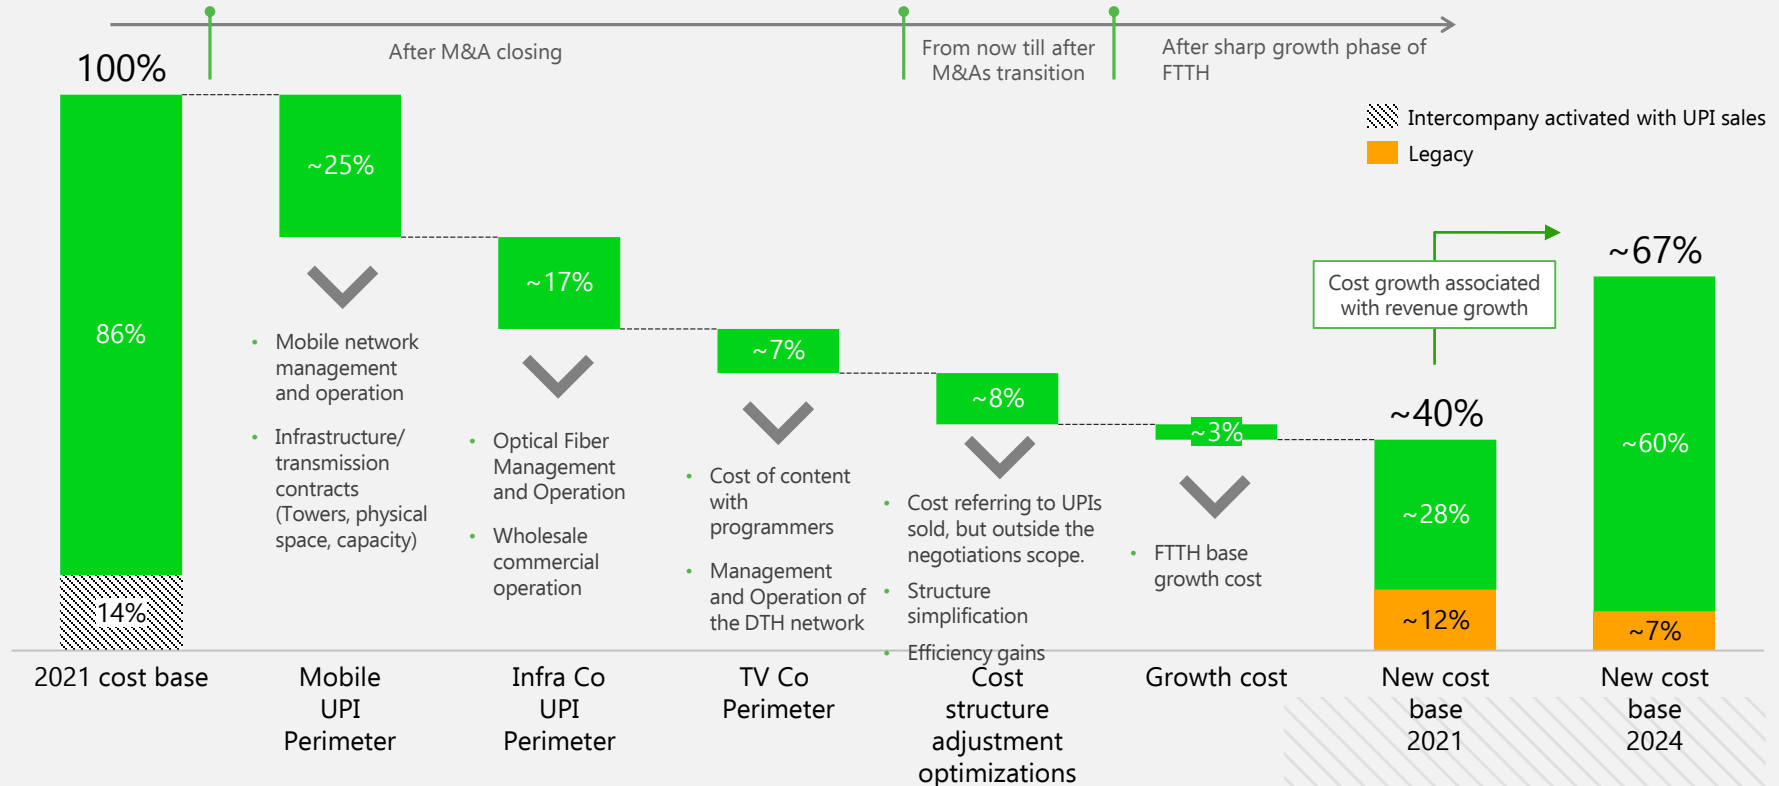 After M&A closing
From now till after
M&As transition
After sharp growth phase of
FTTH
Intercompany activated with UPI sales
Legacy
100%
86%
14%
~25%
• Mobile network
management
and operation
• Infrastructure/
transmission
contracts
(Towers, physical
space, capacity)
~17%
• Optical Fiber
Management
and Operation
• Wholesale
commercial
operation
~7%
• Cost of content
with
programmers
• Management
and Operation of
the DTH network
~8%
• Cost referring to UPIs
sold, but outside the
negotiations scope.
• Structure
simplification
• Efficiency gains
~3%
• FTTH base
growth cost
~40%
~28%
~12%
Cost growth associated
with revenue growth
~67%
~60%
~7%
2021 cost base
Mobile
UPI
Perimeter
Infra Co
UPI
Perimeter
TV Co
Perimeter
Cost
structure
adjustment
optimizations
Growth cost
New cost
base
2021
New cost
base
2024